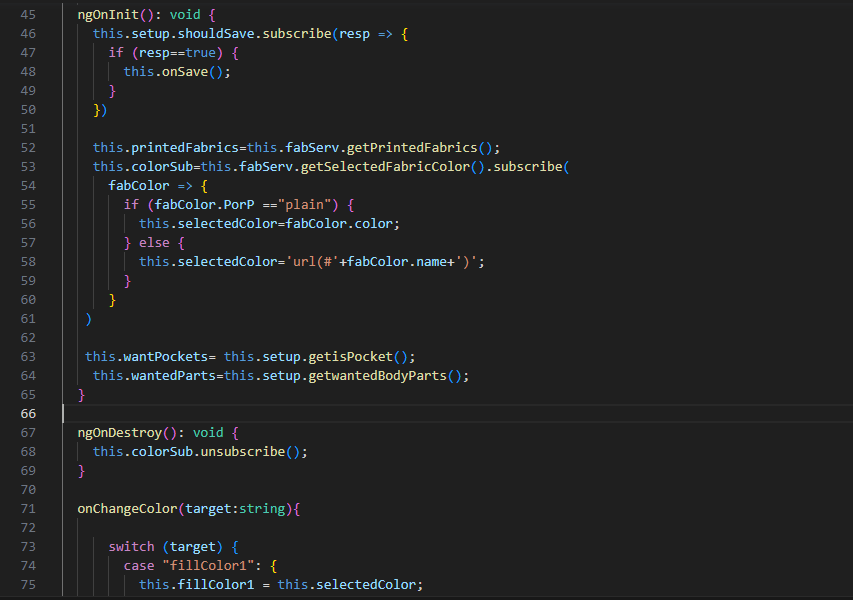 45 ngOnInit(): void {
46 this.setup.shouldSave.subscribe(resp => {
47 if (resp==true) {
48 this.onSave();
49 }
50 })
51
52 this.printedFabrics=this.fabServ.getPrintedFabrics();
53 this.colorSub=this.fabServ.getSelectedFabricColor().subscribe(
54 fabColor => {
55 if (fabColor.PorP =="plain") {
56 this.selectedColor=fabColor.color;
57 } else {
58 this.selectedColor='url(#'+fabColor.name+')';
59 }
60 }
61 )
62
63 this.wantPockets= this.setup.getisPocket();
64 this.wantedParts=this.setup.getwantedBodyParts();
65 }
66
67 ngOnDestroy(): void {
68 this.colorSub.unsubscribe();
69 }
70
71 onChangeColor(target:string){
72
73 switch (target) {
74 case "fillColor1": {
75 this.fillColor1 = this.selectedColor;